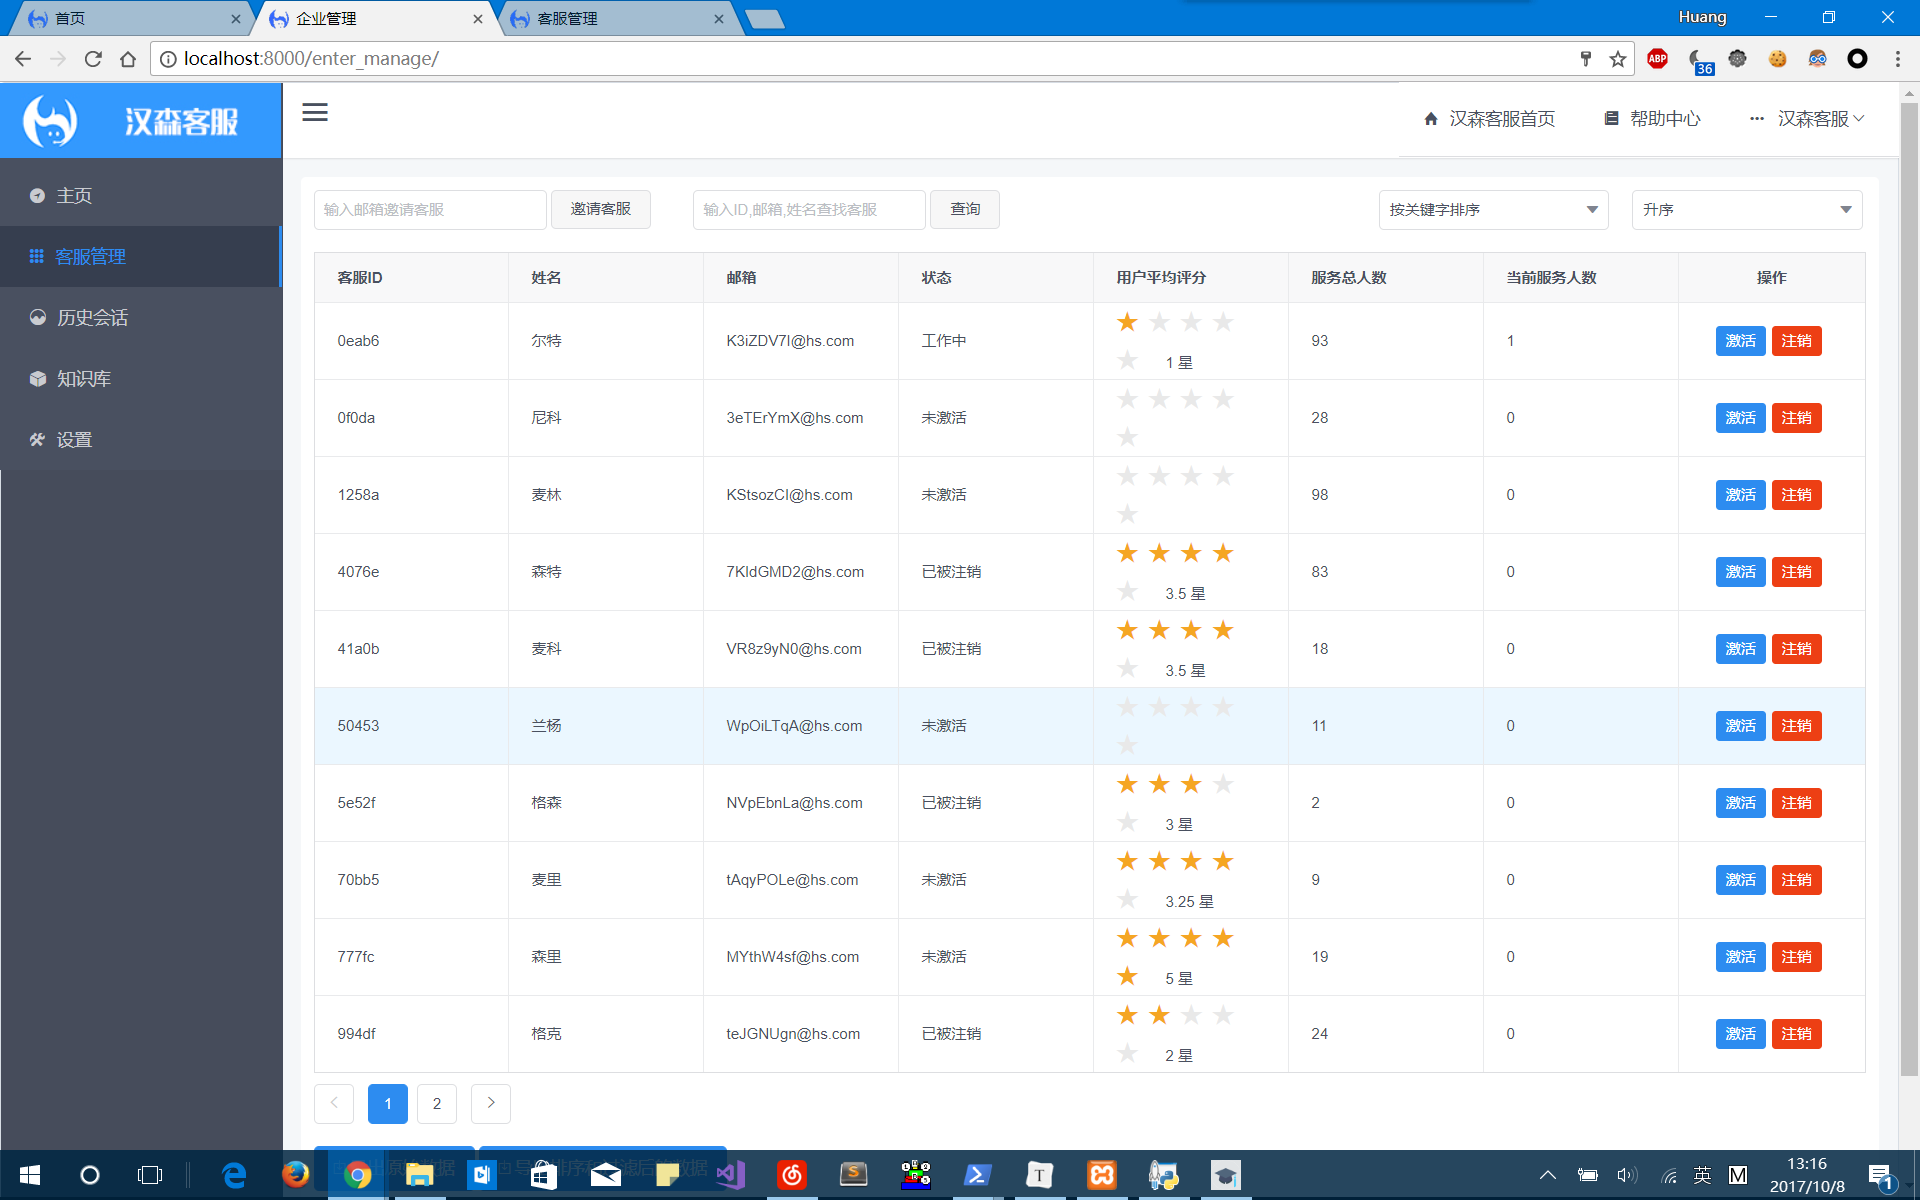 首页
企业管理
客服管理
Huang
localhost:8000/enter_manage/
ABP
36
汉森客服
汉森客服首页
帮助中心
汉森客服
主页
客服管理
历史会话
知识库
设置
输入邮箱邀请客服
邀请客服
输入ID,邮箱,姓名查找客服
查询
按关键字排序
升序
客服ID 姓名 邮箱 状态 用户平均评分 服务总人数 当前服务人数 操作
0eab6 尔特 K3iZDV7I@hs.com 工作中 1 星 93 1 激活 注销
0f0da 尼科 3eTErYmX@hs.com 未激活 28 0 激活 注销
1258a 麦林 KStsozCI@hs.com 未激活 98 0 激活 注销
4076e 森特 7KIdGMD2@hs.com 已被注销 3.5 星 83 0 激活 注销
41a0b 麦科 VR8z9yN0@hs.com 已被注销 3.5 星 18 0 激活 注销
50453 兰杨 WpOiLTqA@hs.com 未激活 11 0 激活 注销
5e52f 格森 NVpEbnLa@hs.com 已被注销 3 星 2 0 激活 注销
70bb5 麦里 tAqyPOLe@hs.com 未激活 3.25 星 9 0 激活 注销
777fc 森里 MYthW4sf@hs.com 未激活 5 星 19 0 激活 注销
994df 格克 teJGNUgn@hs.com 已被注销 2 星 24 0 激活 注销
1
2
英
M
13:16
2017/10/8
1